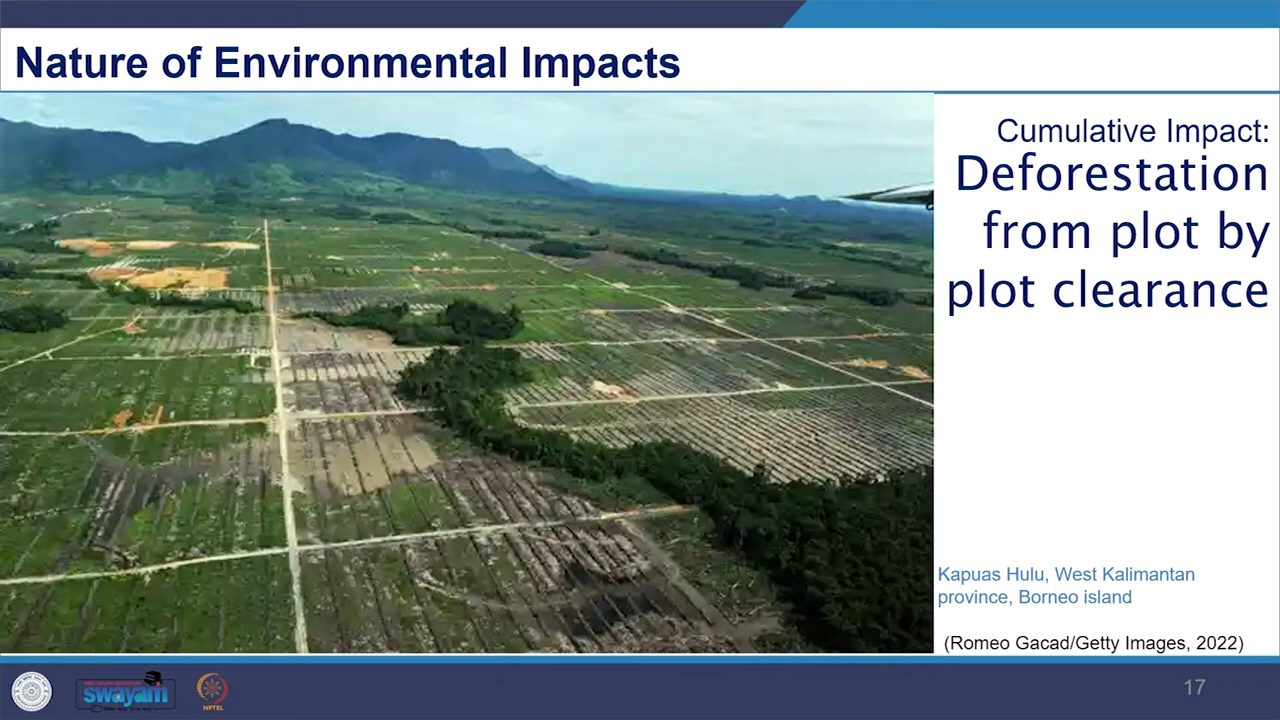 Nature of Environmental Impacts
Cumulative Impact:
Deforestation
from plot by
plot clearance
Kapuas Hulu, West Kalimantan
province, Borneo island
(Romeo Gacad/Getty Images, 2022)
swayam
NPTEL
17